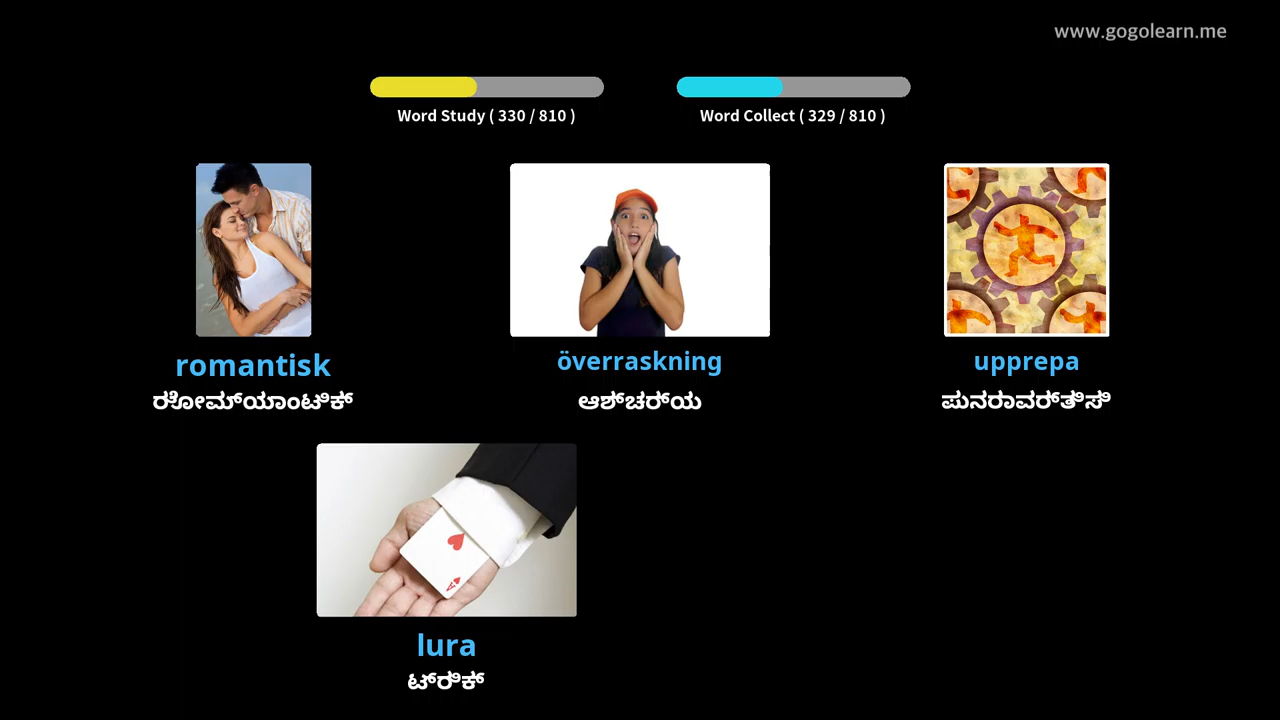 www.gogolearn.me
Word Study ( 330 / 810 )
Word Collect ( 329 / 810 )
romantisk
ರೋಮ್ಯಾಂಟಿಕ್
överraskning
ಆಶ್ಚರ್ಯ
upprepa
ಪುನರಾವರ್ತಿಸಿ
A
lura
ಟ್ರಿಕ್